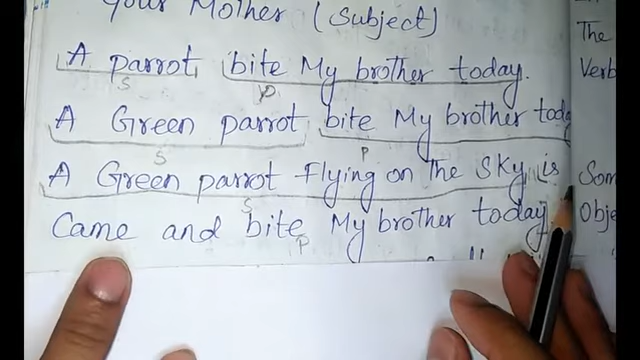 Your Mother (Subject)
A parrot bite My brother today.
S P
A Green parrot bite My brother toda
S P
A Green parrot Flying on The SKy is
S
Came and bite My brother today
P
The
Verb
Som
Obje